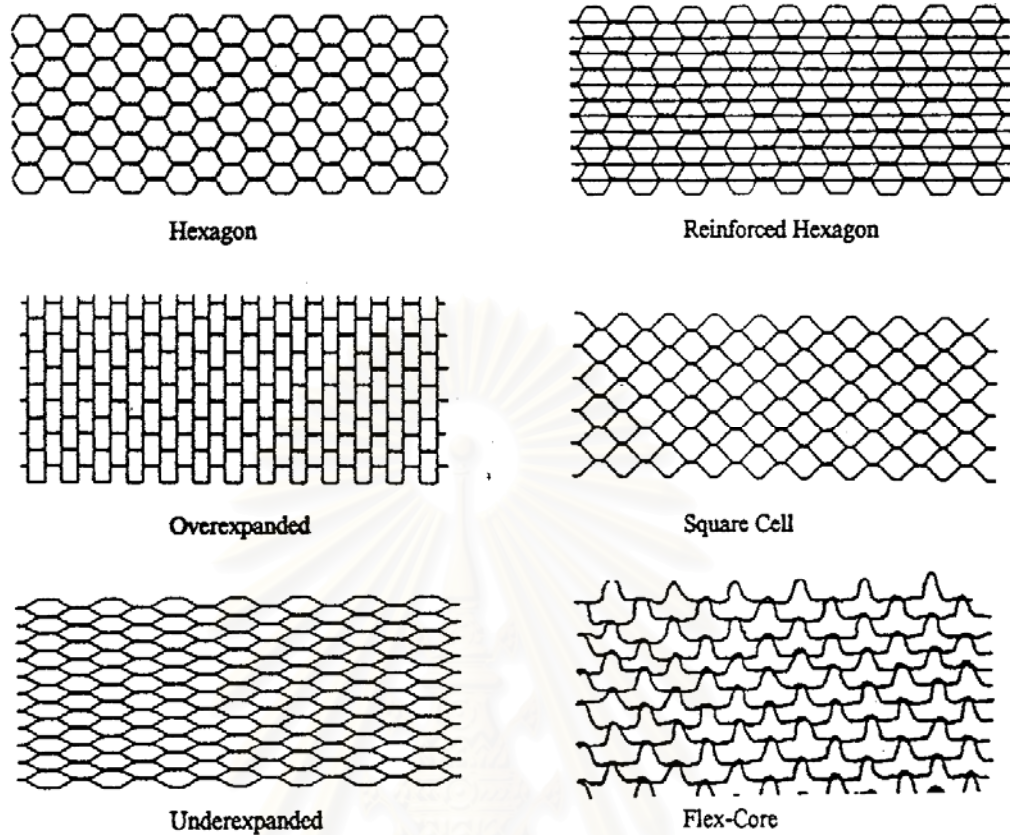 Hexagon
Reinforced Hexagon
Overexpanded
Square Cell
Underexpanded
Flex-Core